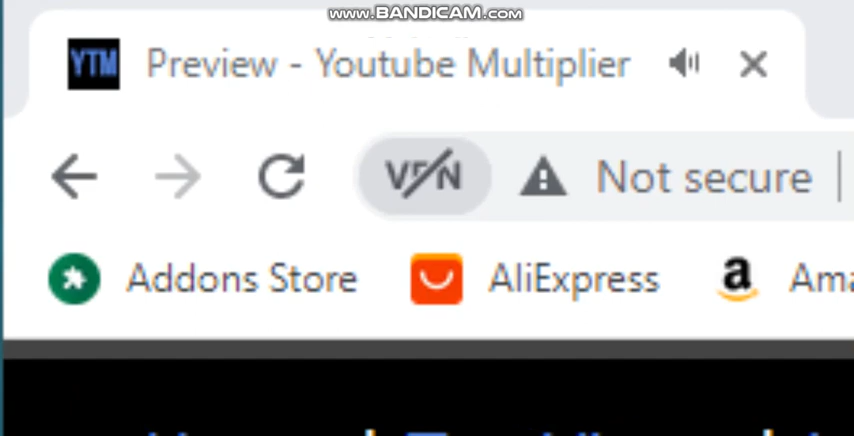 www.BANDICAM.com
YTM Preview - Youtube Multiplier
VPN Not secure
Addons Store AliExpress a